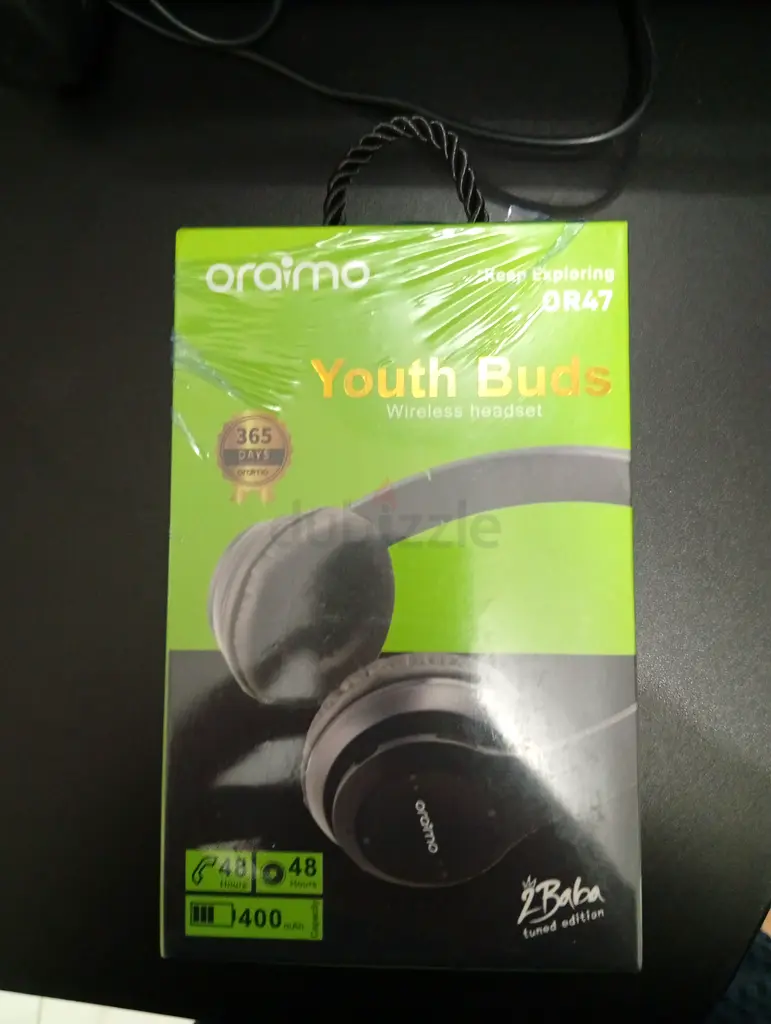 oraimo
Keep Exploring
OR47
Youth Buds
Wireless headset
365
DAYS
oraimo
dubizzle
oraimo
48
Hours
48
Hours
400 mAh
Capacity
2Baba
tuned edition